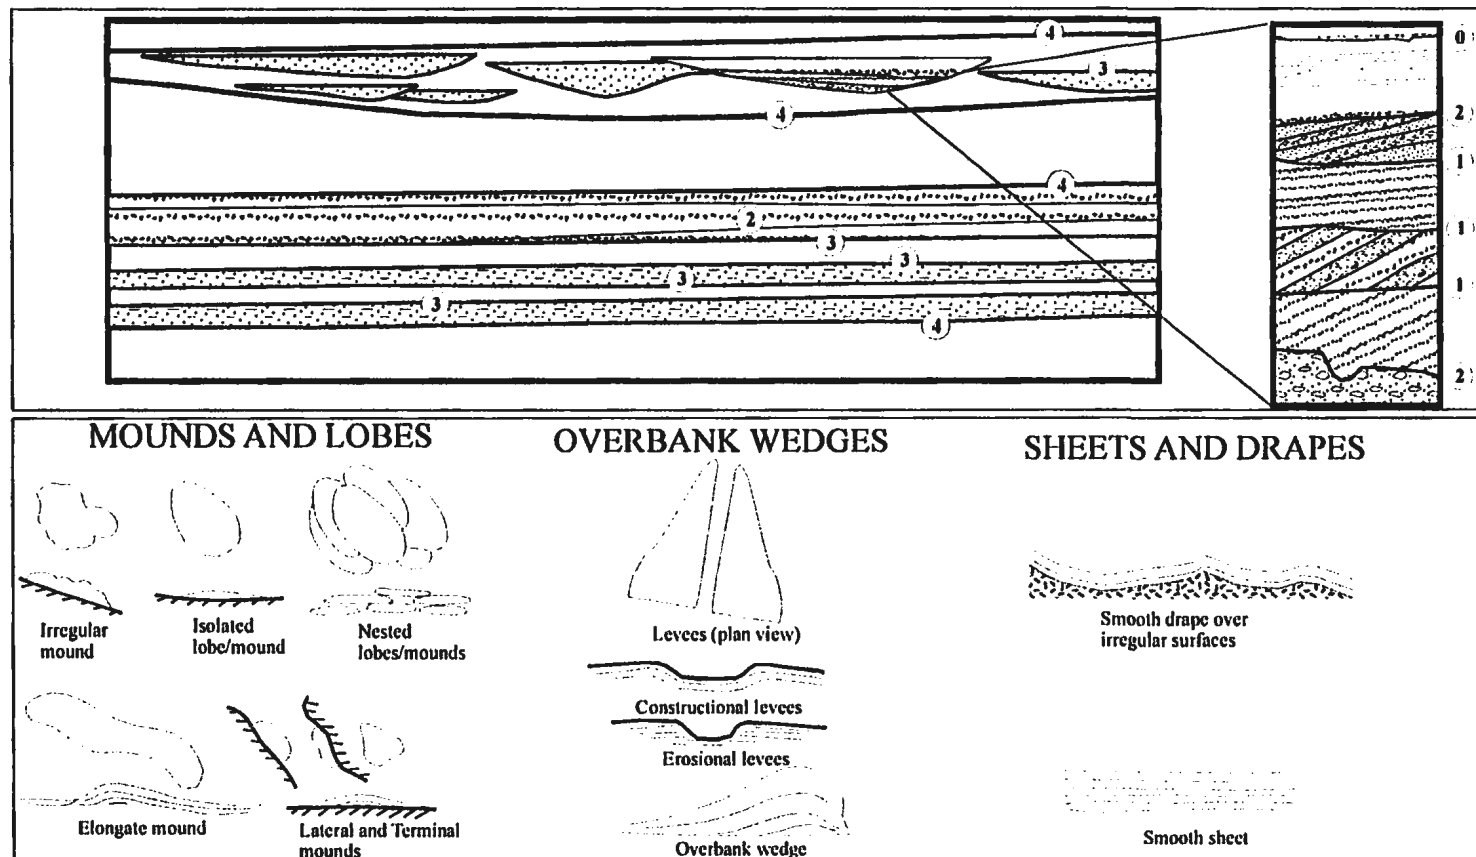 4
3
4
4
2
3
3
3
3
4
0
2
1
1
1
2
MOUNDS AND LOBES
OVERBANK WEDGES
SHEETS AND DRAPES
Irregular
mound
Isolated
lobe/mound
Nested
lobes/mounds
Levees (plan view)
Smooth drape over
irregular surfaces
Constructional levees
Erosional levees
Elongate mound
Lateral and Terminal
mounds
Overbank wedge
Smooth sheet